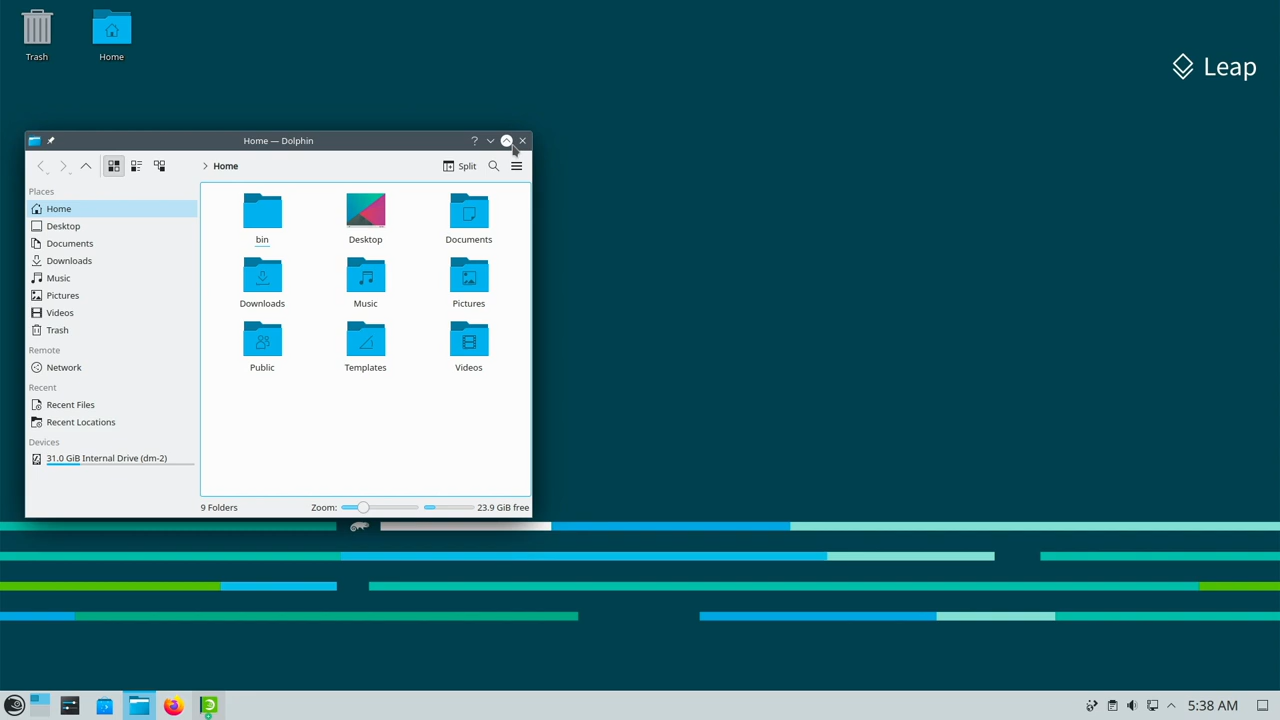 Trash
Home
Leap
Home — Dolphin
Home
Split
Places
Home
Desktop
Documents
Downloads
Music
Pictures
Videos
Trash
Remote
Network
Recent
Recent Files
Recent Locations
Devices
31.0 GiB Internal Drive (dm-2)
bin
Desktop
Documents
Downloads
Music
Pictures
Public
Templates
Videos
9 Folders
Zoom:
23.9 GiB free
5:38 AM